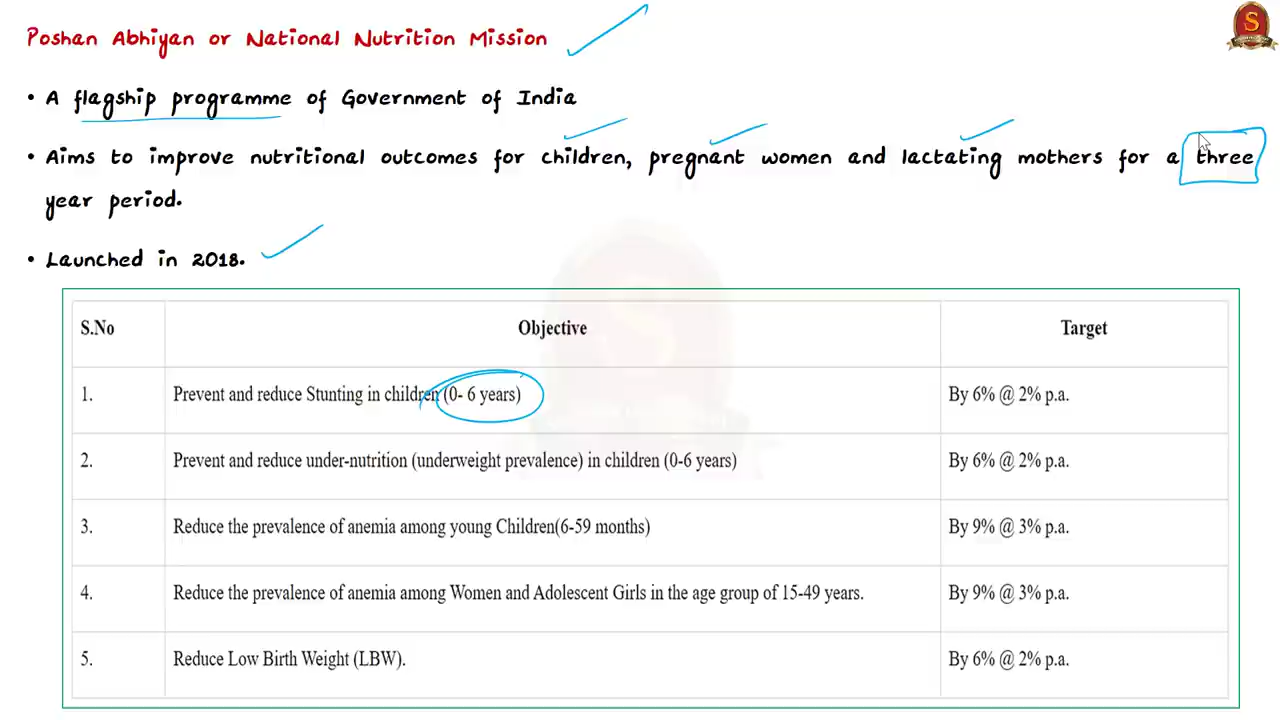 Poshan Abhiyan or National Nutrition Mission
S
• A flagship programme of Government of India
• Aims to improve nutritional outcomes for children, pregnant women and lactating mothers for a three
year period.
• Launched in 2018.
S.No Objective Target
1. Prevent and reduce Stunting in children (0- 6 years) By 6% @ 2% p.a.
2. Prevent and reduce under-nutrition (underweight prevalence) in children (0-6 years) By 6% @ 2% p.a.
3. Reduce the prevalence of anemia among young Children(6-59 months) By 9% @ 3% p.a.
4. Reduce the prevalence of anemia among Women and Adolescent Girls in the age group of 15-49 years. By 9% @ 3% p.a.
5. Reduce Low Birth Weight (LBW). By 6% @ 2% p.a.